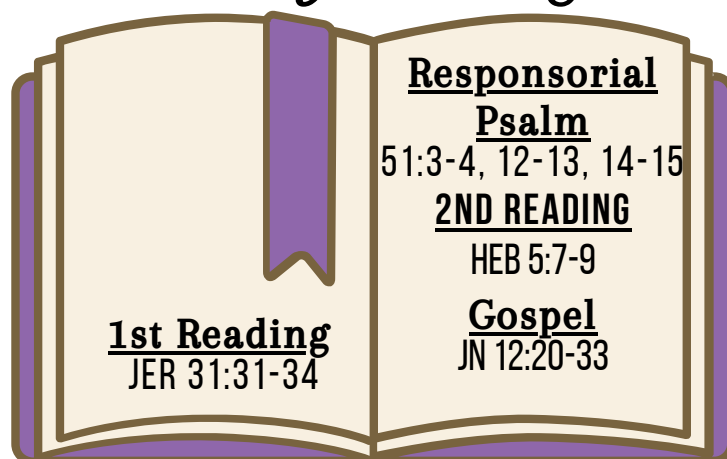 1st Reading
JER 31:31-34
Responsorial
Psalm
51:3-4, 12-13, 14-15
2ND READING
HEB 5:7-9
Gospel
JN 12:20-33